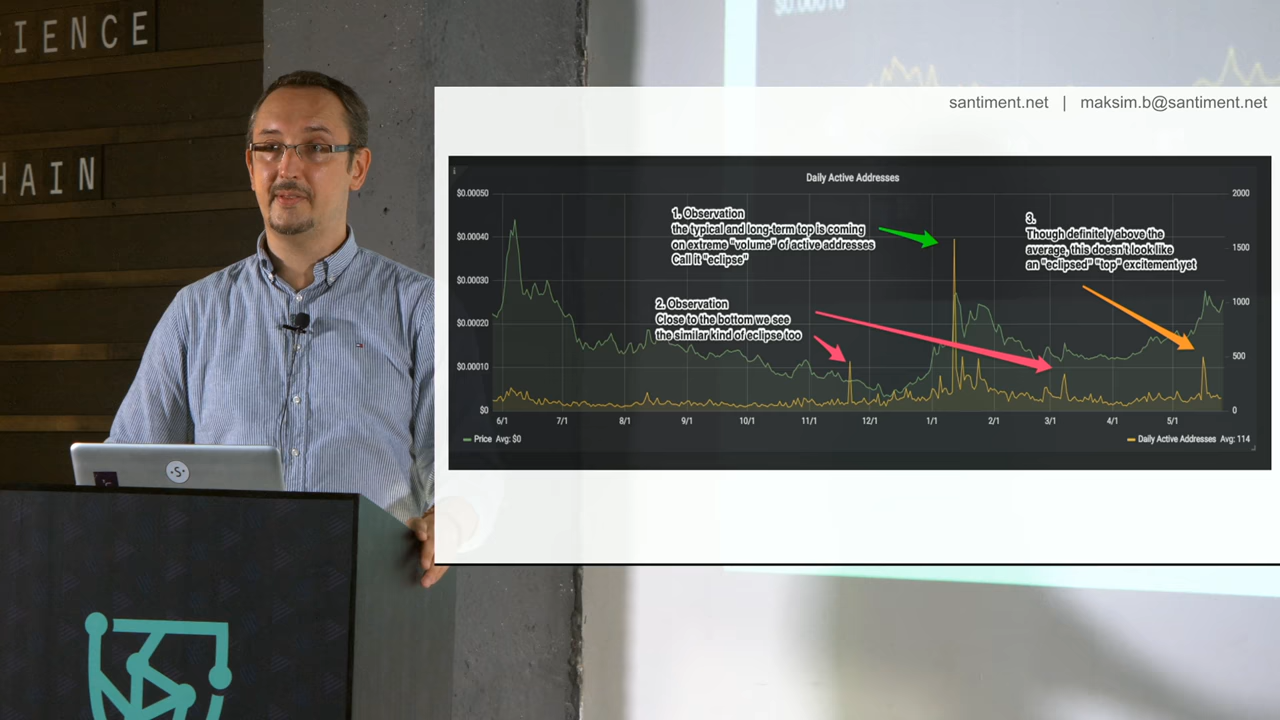 IENCE
HAIN
$0.00010
santiment.net | maksim.b@santiment.net
Daily Active Addresses
$0.00050
$0.00040
$0.00030
$0.00020
$0.00010
$0
2000
1500
1000
500
0
1. Observation
the typical and long-term top is coming
on extreme "volume" of active addresses
Call it "eclipse"
2. Observation
Close to the bottom we see
the similar kind of eclipse too
3.
Though definitely above the
average, this doesn't look like
an "eclipsed" "top" excitement yet
6/1 7/1 8/1 9/1 10/1 11/1 12/1 1/1 2/1 3/1 4/1 5/1
Price Avg: $0
Daily Active Addresses Avg: 114
·S·